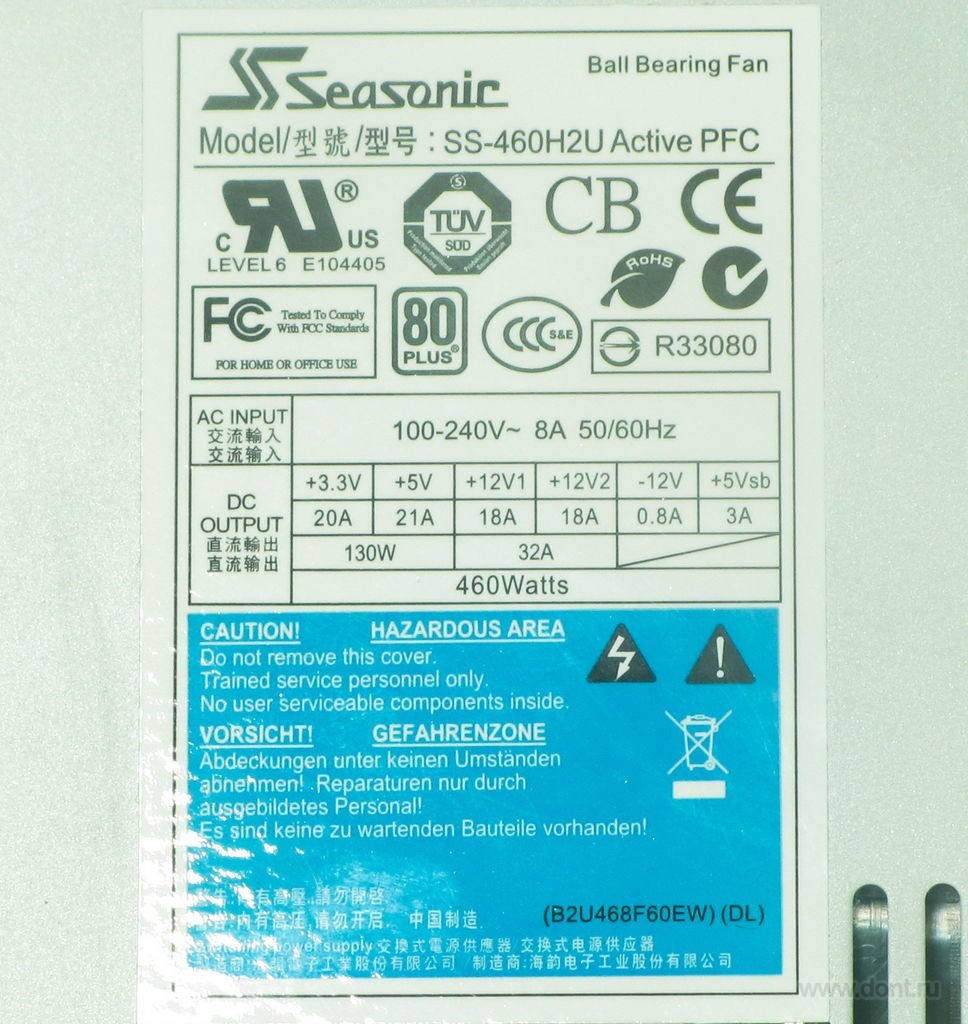 Seasonic
Ball Bearing Fan
Model/型號/型号 : SS-460H2U Active PFC
C RU ® US
LEVEL 6 E104405
S
TÜV
SÜD
Production monitored
Type tested
CB
CE
RoHS
FC
Tested To Comply
With FCC Standards
FOR HOME OR OFFICE USE
80
PLUS®
CCC S&E
R33080
AC INPUT
交流輸入
交流输入
100-240V~ 8A 50/60Hz
DC
OUTPUT
直流輸出
直流输出
+3.3V +5V +12V1 +12V2 -12V +5Vsb
20A 21A 18A 18A 0.8A 3A
130W 32A
460Watts
CAUTION! HAZARDOUS AREA
Do not remove this cover.
Trained service personnel only.
No user serviceable components inside.
VORSICHT! GEFAHRENZONE
Abdeckungen unter keinen Umständen
abnehmen! Reparaturen nur durch
ausgebildetes Personal!
Es sind keine zu wartenden Bauteile vorhanden!
內有高壓,請勿開啓.
内有高压,请勿开启. 中国制造.
(B2U468F60EW) (DL)
power supply 交換式電源供應器 交换式电源供应器
子工業股份有限公司 / 制造商:海韵电子工业股份有限公司
www.dont.ru